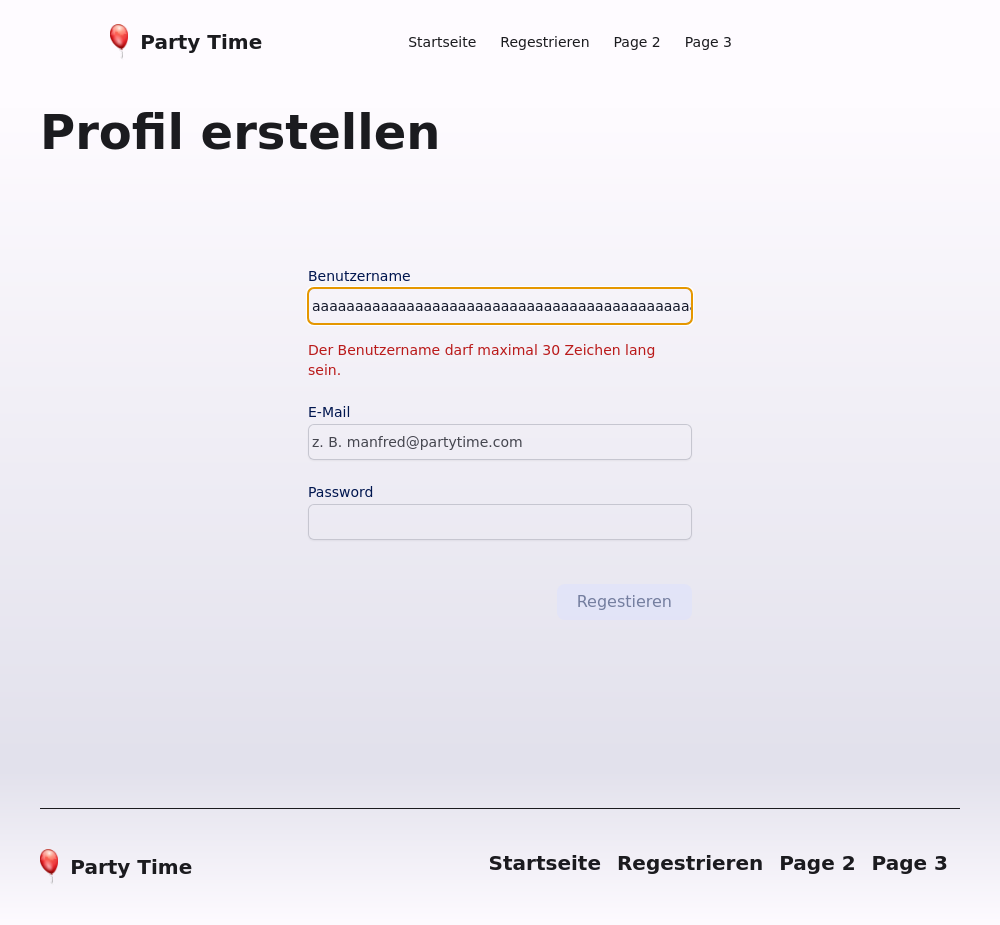 Party Time
Startseite Regestrieren Page 2 Page 3
Profil erstellen
Benutzername
aaaaaaaaaaaaaaaaaaaaaaaaaaaaaaaaaaaaaaaaaaaaa
Der Benutzername darf maximal 30 Zeichen lang
sein.
E-Mail
z. B. manfred@partytime.com
Password
Regestieren
Party Time
Startseite Regestrieren Page 2 Page 3